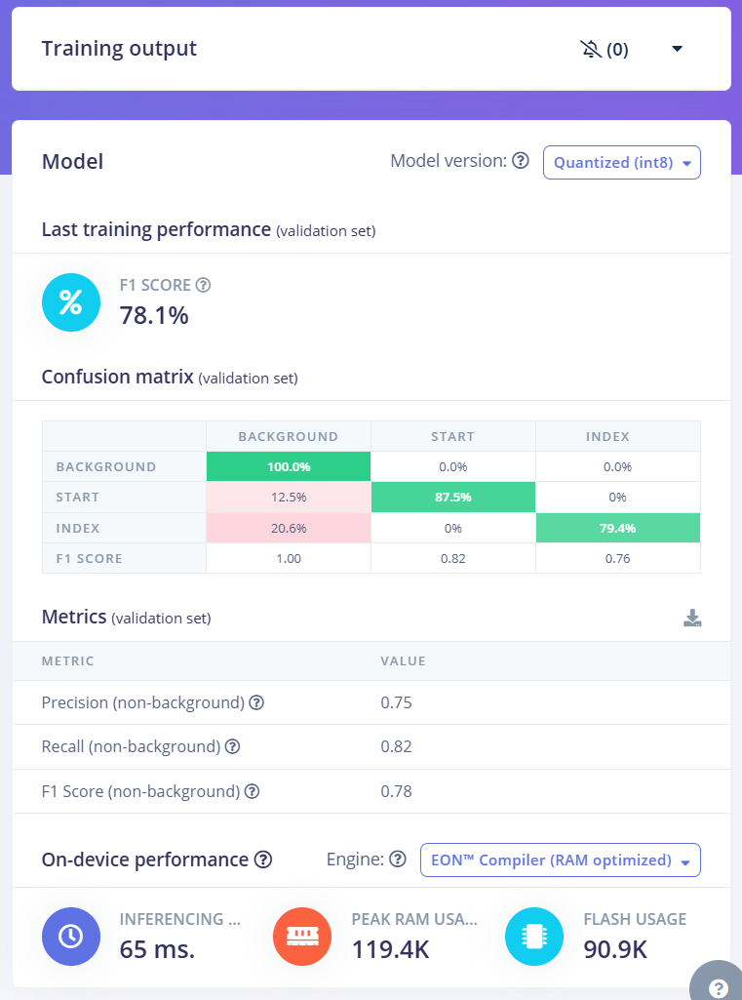 Training output (0)
Model Model version: Quantized (int8)
Last training performance (validation set)
% F1 SCORE
78.1%
Confusion matrix (validation set)
BACKGROUND START INDEX
BACKGROUND 100.0% 0.0% 0.0%
START 12.5% 87.5% 0%
INDEX 20.6% 0% 79.4%
F1 SCORE 1.00 0.82 0.76
Metrics (validation set)
METRIC VALUE
Precision (non-background) ? 0.75
Recall (non-background) ? 0.82
F1 Score (non-background) ? 0.78
On-device performance ? Engine: ? EON™ Compiler (RAM optimized)
INFERENCING ... PEAK RAM USA... FLASH USAGE
65 ms. 119.4K 90.9K
?